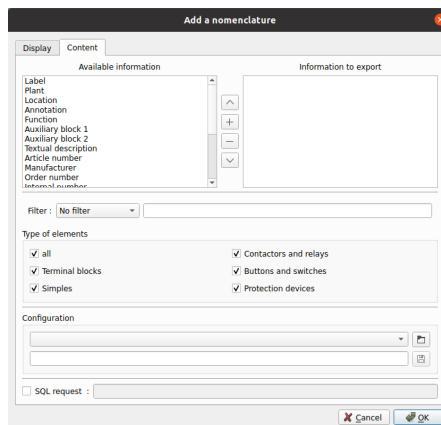 Add a nomenclature
Display Content
Available information Information to export
Label
Plant
Location
Annotation
Function
Auxiliary block 1
Auxiliary block 2
Textual description
Article number
Manufacturer
Order number
Internal number
Filter : No filter
Type of elements
all Contactors and relays
Terminal blocks Buttons and switches
Simples Protection devices
Configuration
SQL request :
Cancel OK